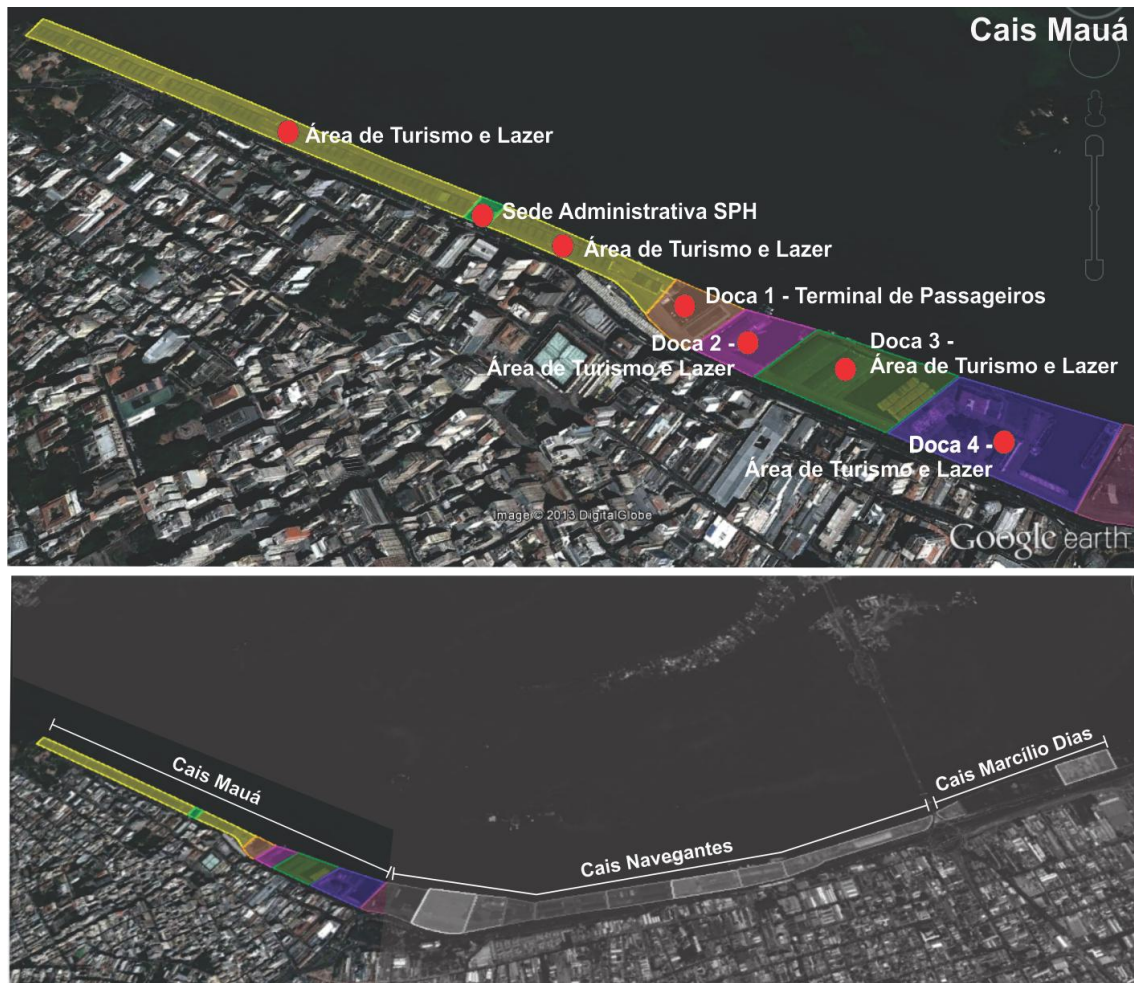 Cais Mauá
Área de Turismo e Lazer
Sede Administrativa SPH
Área de Turismo e Lazer
Doca 1 - Terminal de Passageiros
Doca 2 -
Área de Turismo e Lazer
Doca 3 -
Área de Turismo e Lazer
Doca 4 -
Área de Turismo e Lazer
Image © 2013 DigitalGlobe
Google earth
Cais Mauá
Cais Navegantes
Cais Marcílio Dias